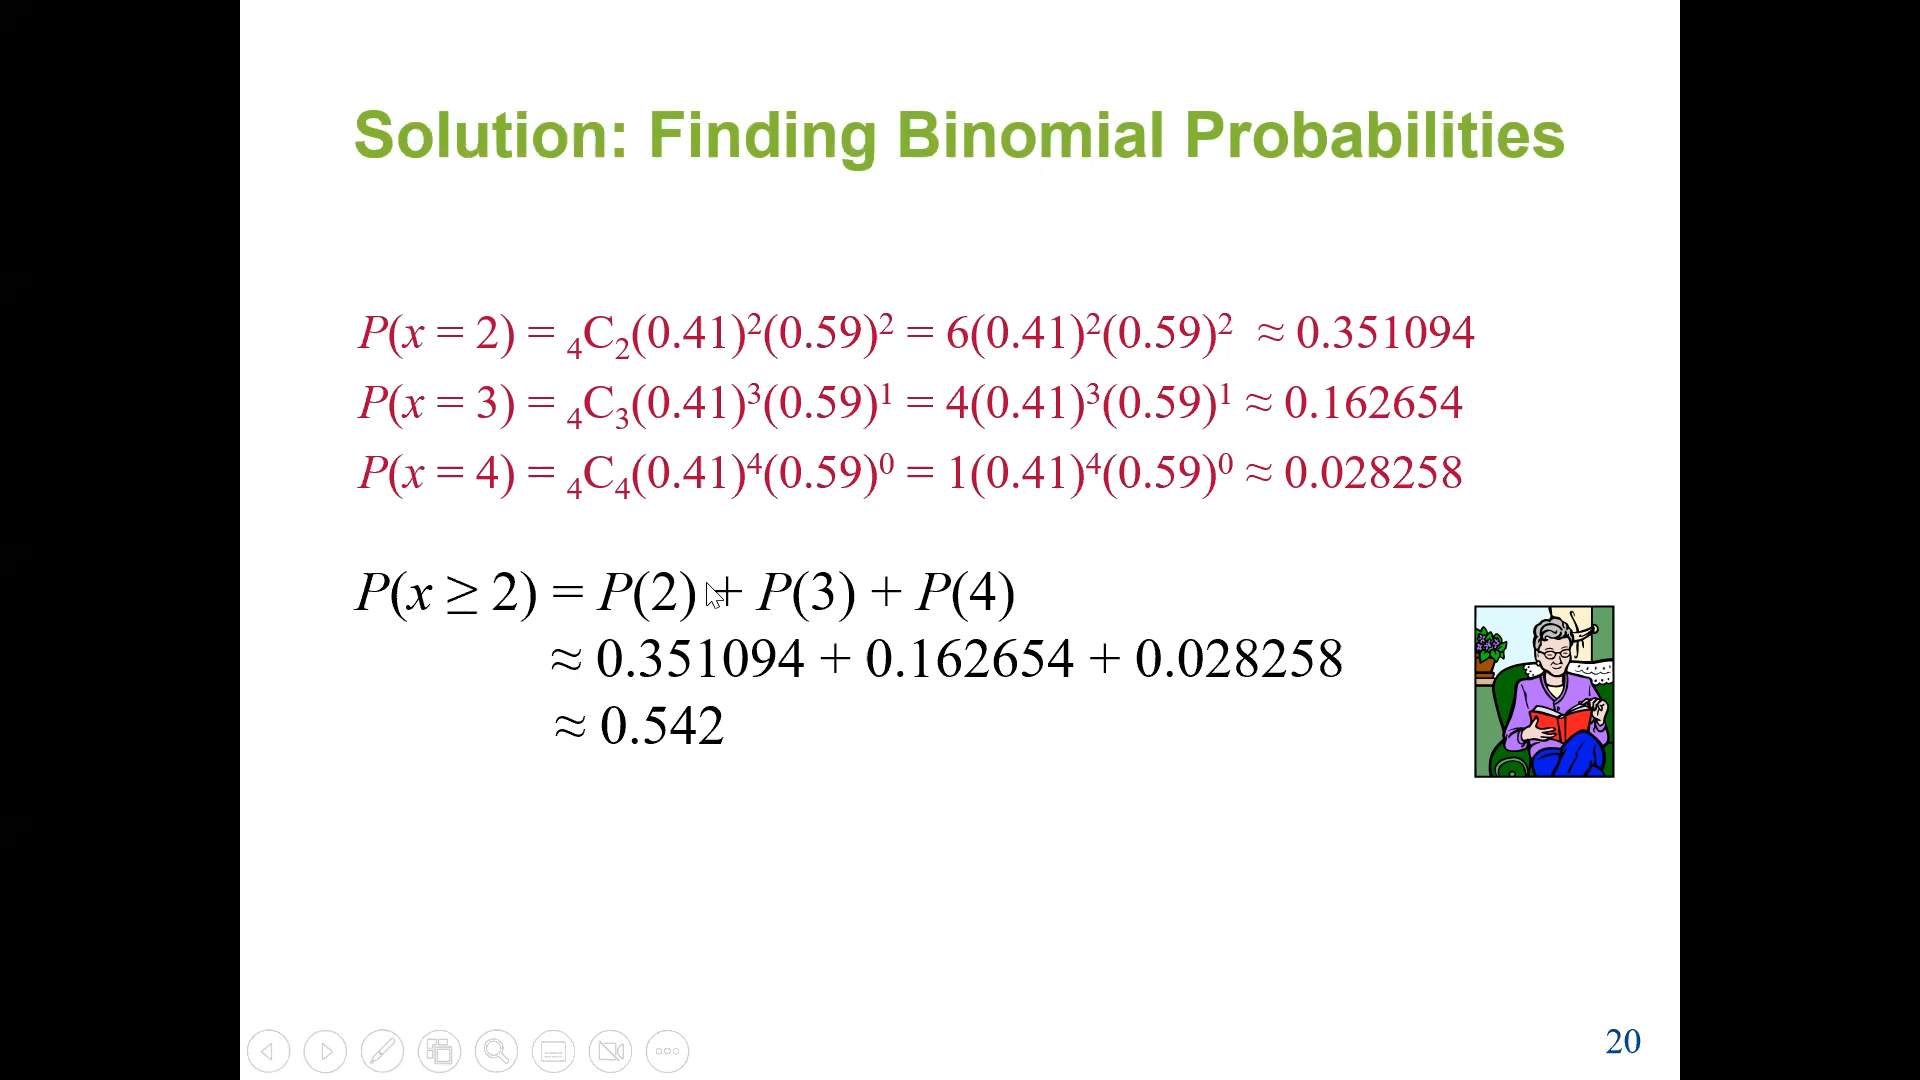 Solution: Finding Binomial Probabilities
P(x = 2) = ₄C₂(0.41)²(0.59)² = 6(0.41)²(0.59)² ≈ 0.351094
P(x = 3) = ₄C₃(0.41)³(0.59)¹ = 4(0.41)³(0.59)¹ ≈ 0.162654
P(x = 4) = ₄C₄(0.41)⁴(0.59)⁰ = 1(0.41)⁴(0.59)⁰ ≈ 0.028258
P(x ≥ 2) = P(2) + P(3) + P(4)
≈ 0.351094 + 0.162654 + 0.028258
≈ 0.542
20